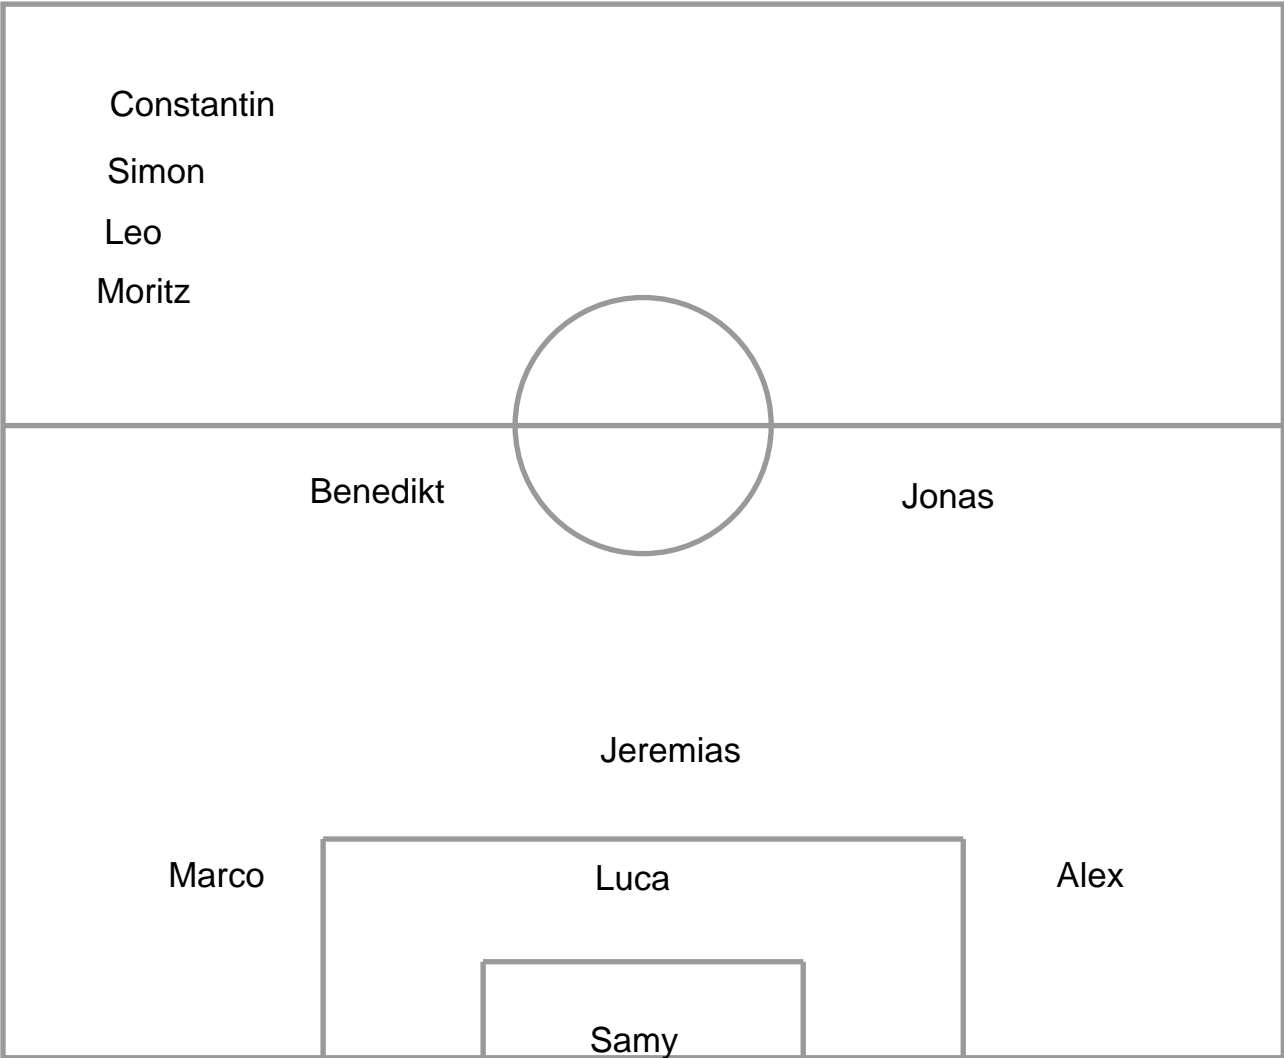 Constantin
Simon
Leo
Moritz
Benedikt
Jonas
Jeremias
Marco
Luca
Alex
Samy